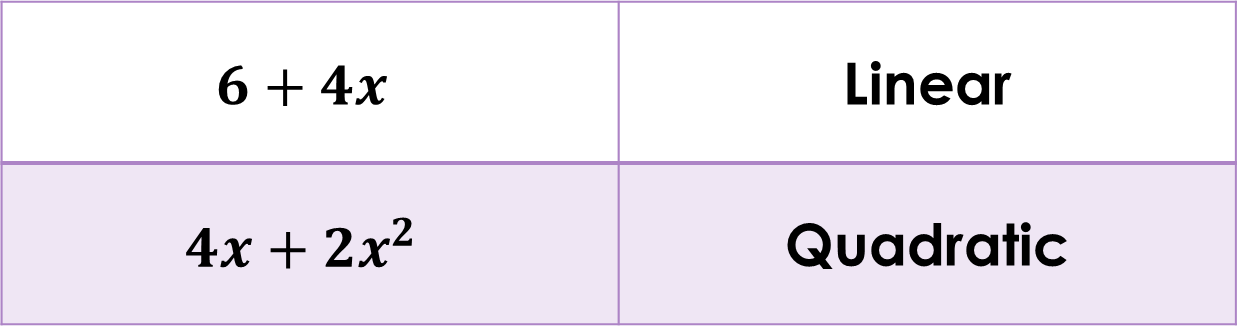 6 + 4x Linear
4x + 2x² Quadratic